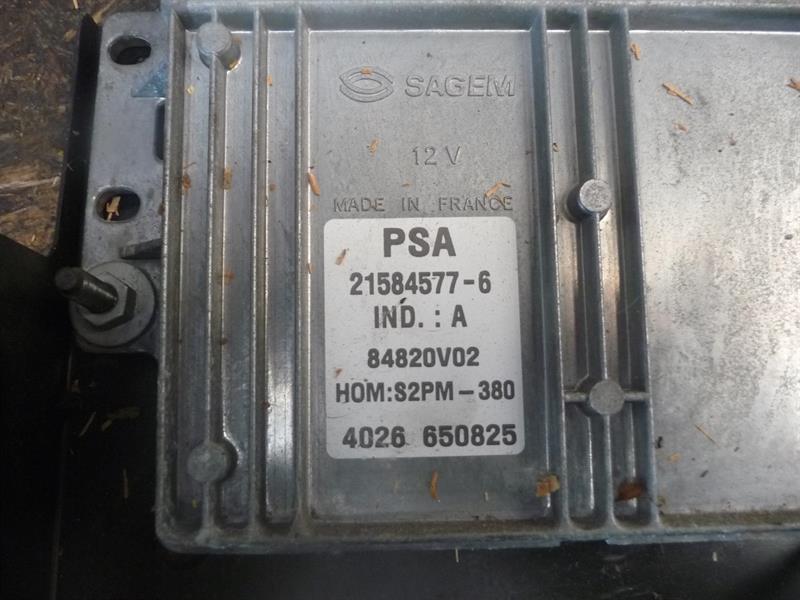 SAGEM
12 V
MADE IN FRANCE
PSA
21584577-6
IND. : A
84820V02
HOM:S2PM-380
4026 650825